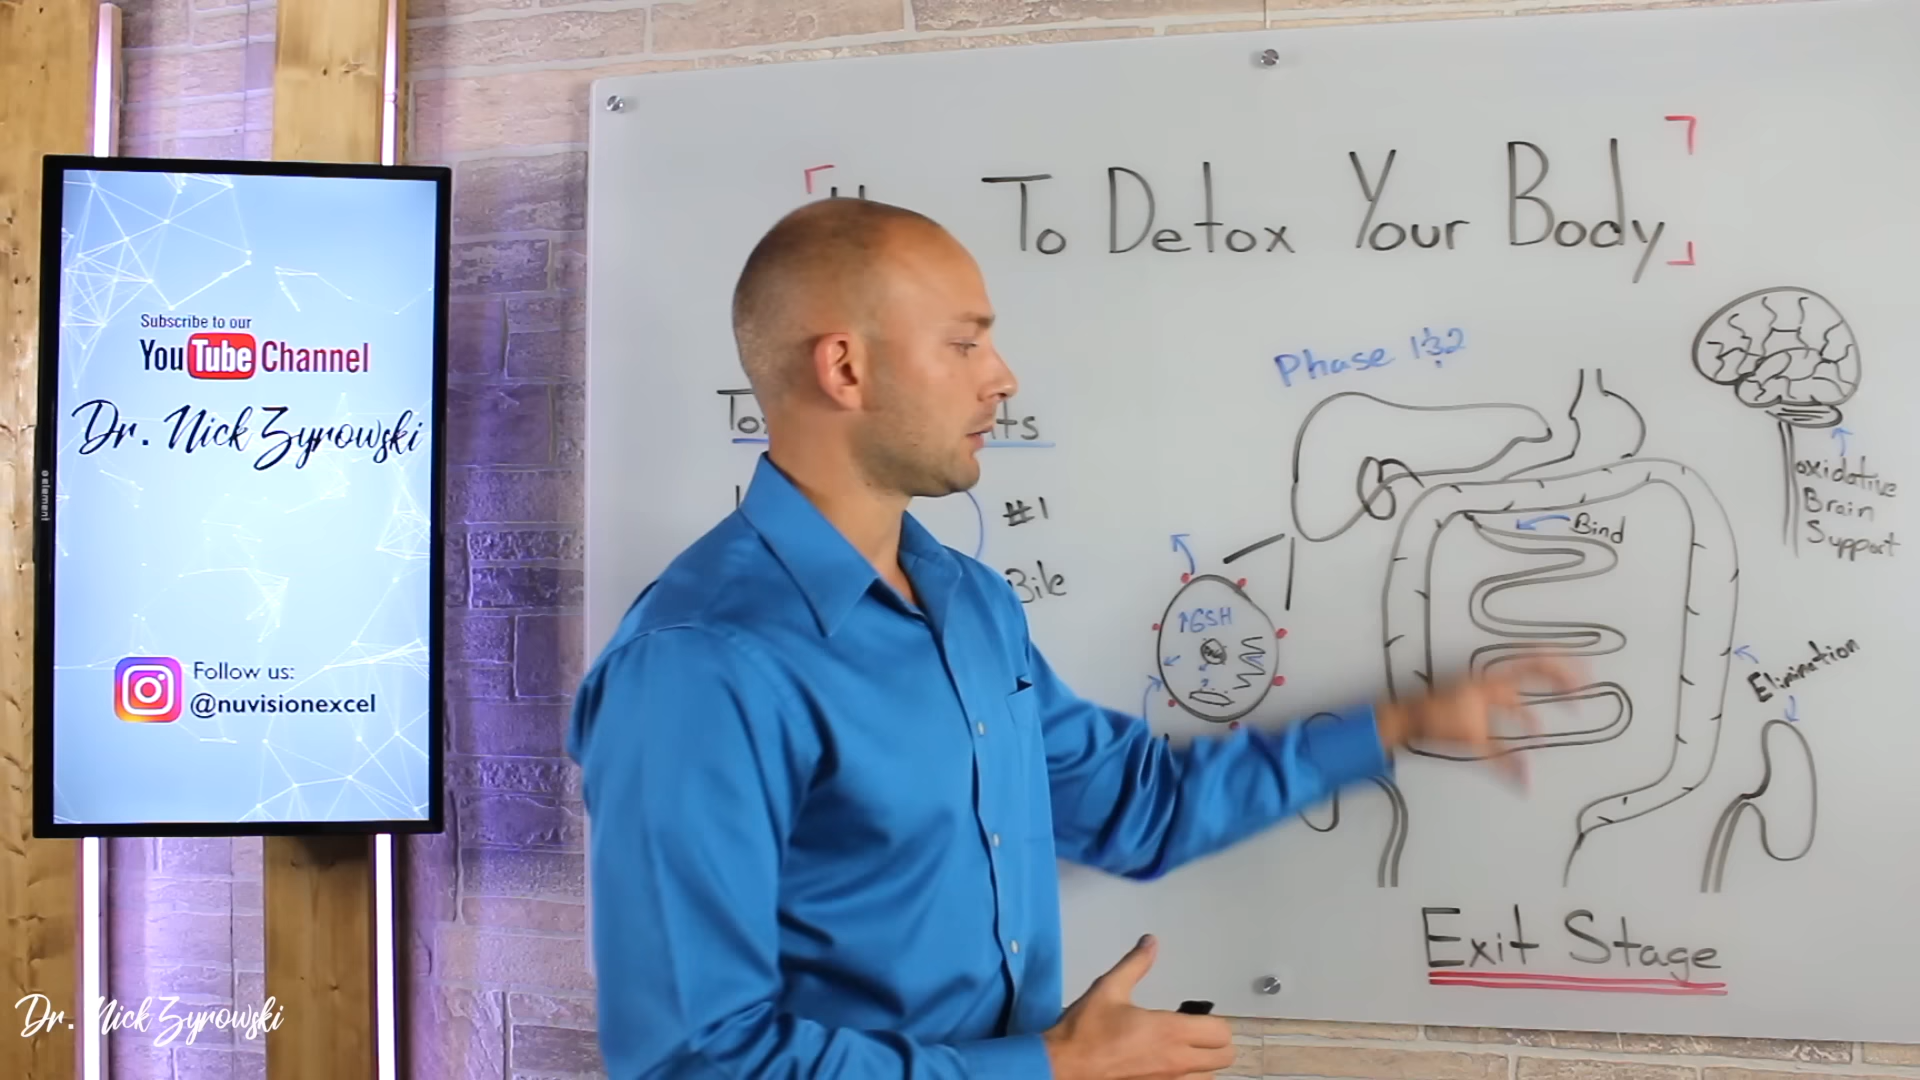 Subscribe to our
YouTube Channel
Dr. Nick Zyrowski
Follow us:
@nuvisionexcel
element
Dr. Nick Zyrowski
To Detox Your Body
#1
Bile
Phase 1&2
↑GSH
Bind
oxidative
Brain
Support
Elimination
Exit Stage